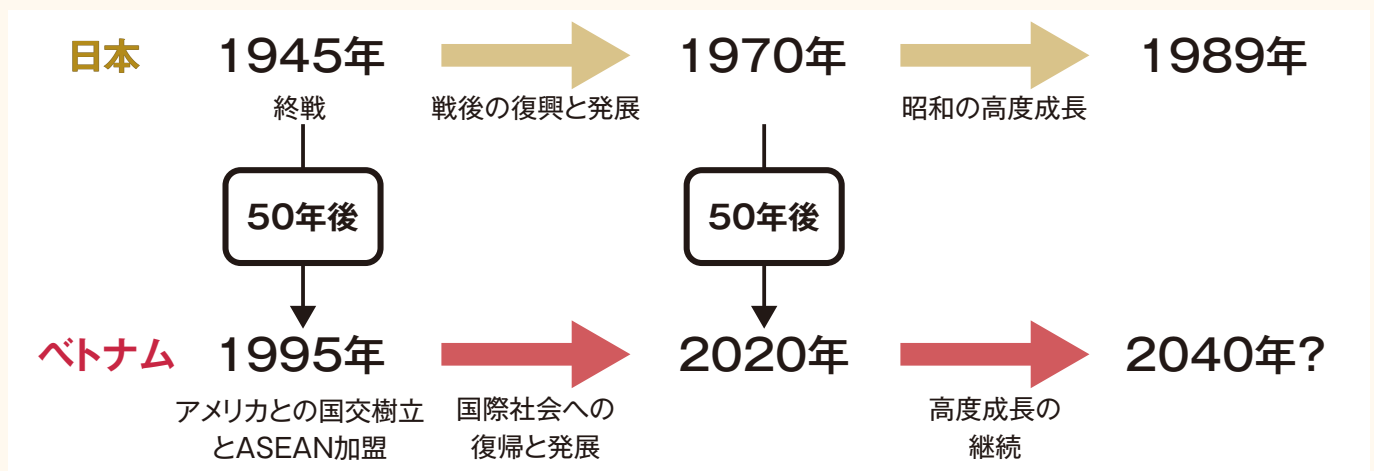 日本 1945年 1970年 1989年
終戦 戦後の復興と発展 昭和の高度成長
50年後 50年後
ベトナム 1995年 2020年 2040年?
アメリカとの国交樹立 国際社会への 高度成長の
とASEAN加盟 復帰と発展 継続